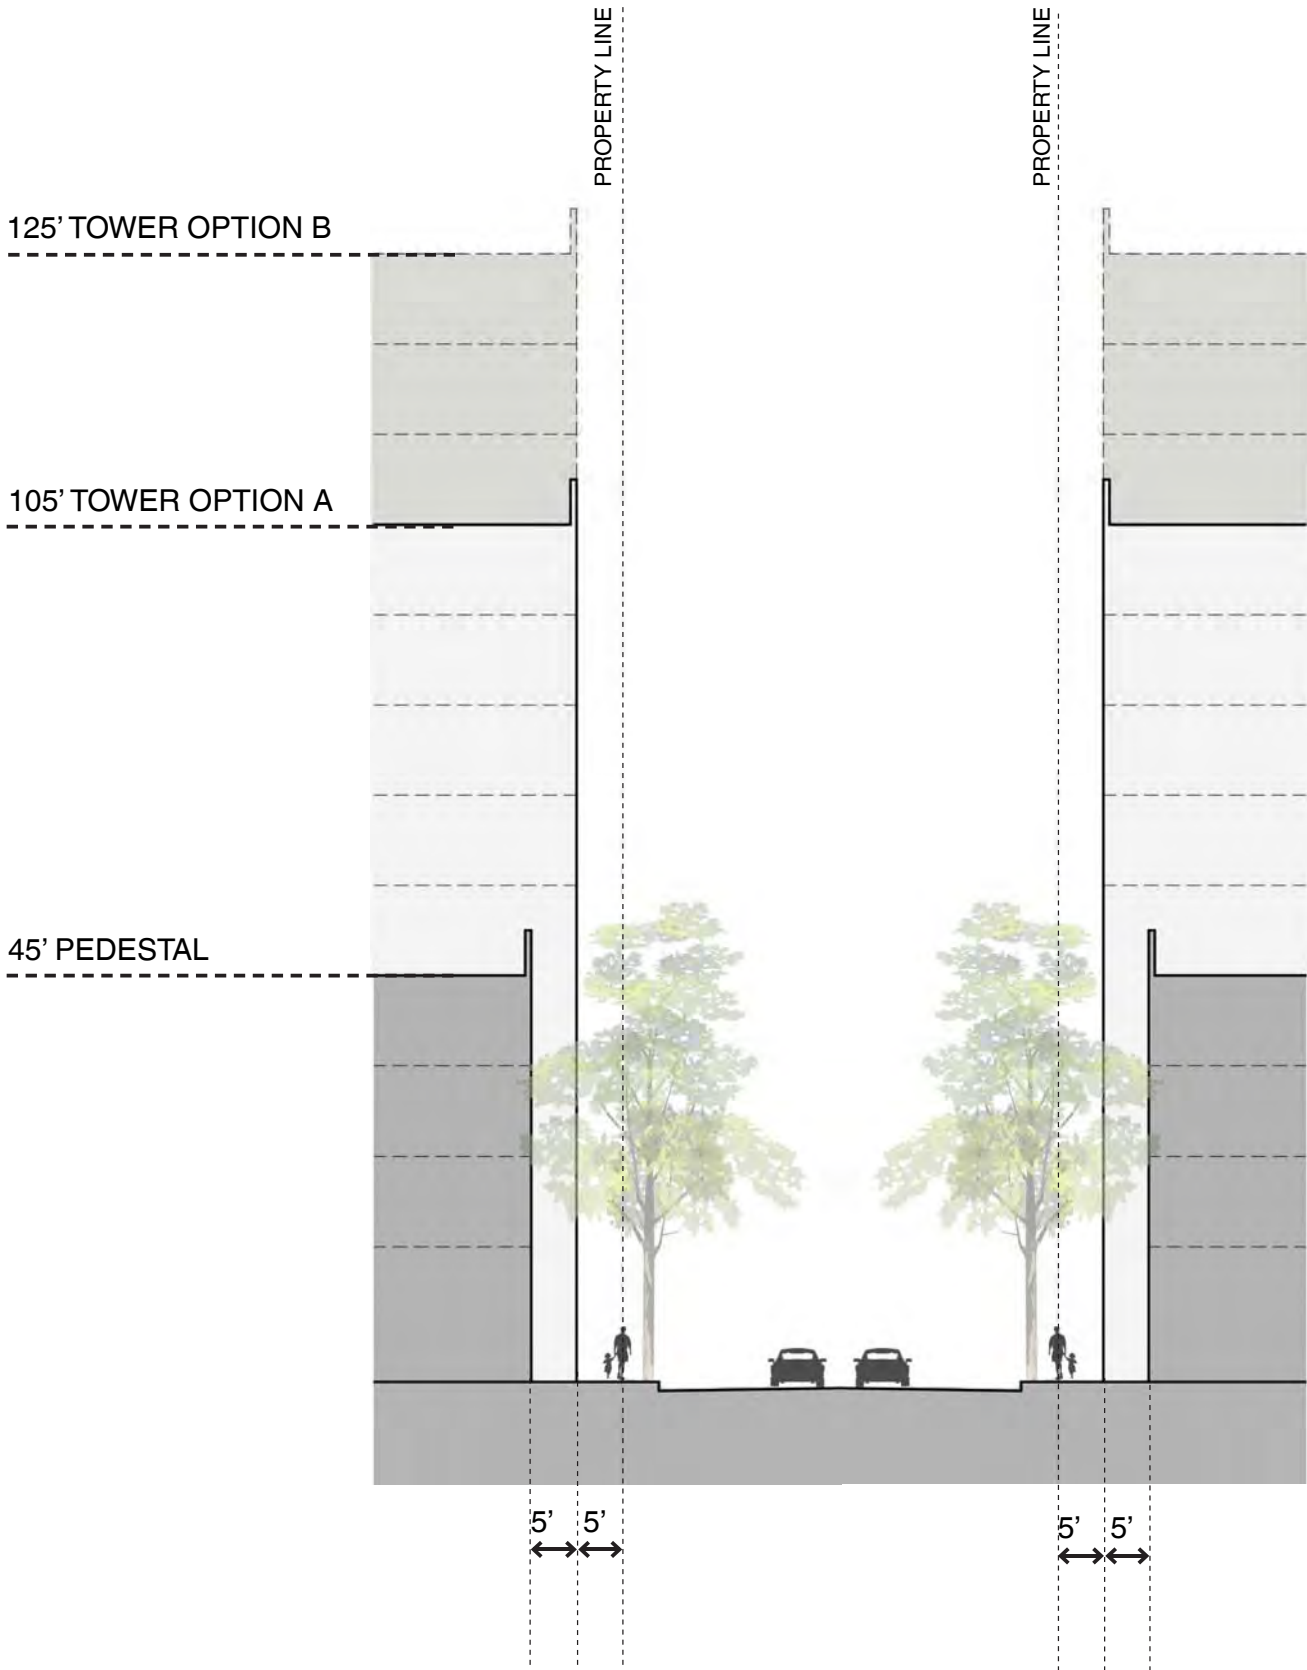 PROPERTY LINE
PROPERTY LINE
125’ TOWER OPTION B
105’ TOWER OPTION A
45’ PEDESTAL
5’ 5’ 5’ 5’